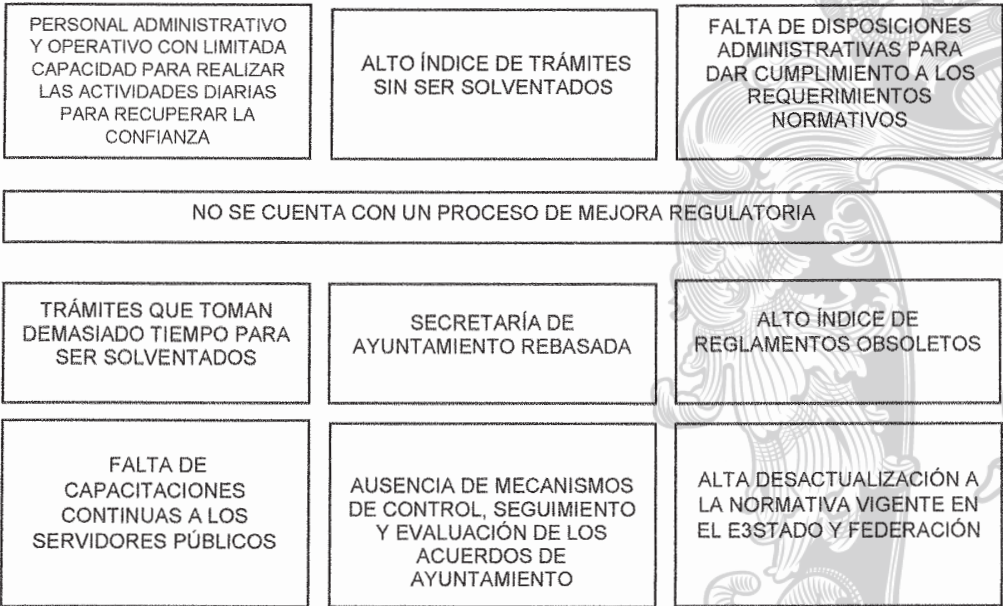 PERSONAL ADMINISTRATIVO
Y OPERATIVO CON LIMITADA
CAPACIDAD PARA REALIZAR
LAS ACTIVIDADES DIARIAS
PARA RECUPERAR LA
CONFIANZA
ALTO ÍNDICE DE TRÁMITES
SIN SER SOLVENTADOS
FALTA DE DISPOSICIONES
ADMINISTRATIVAS PARA
DAR CUMPLIMIENTO A LOS
REQUERIMIENTOS
NORMATIVOS
NO SE CUENTA CON UN PROCESO DE MEJORA REGULATORIA
TRÁMITES QUE TOMAN
DEMASIADO TIEMPO PARA
SER SOLVENTADOS
SECRETARÍA DE
AYUNTAMIENTO REBASADA
ALTO ÍNDICE DE
REGLAMENTOS OBSOLETOS
FALTA DE
CAPACITACIONES
CONTINUAS A LOS
SERVIDORES PÚBLICOS
AUSENCIA DE MECANISMOS
DE CONTROL, SEGUIMIENTO
Y EVALUACIÓN DE LOS
ACUERDOS DE
AYUNTAMIENTO
ALTA DESACTUALIZACIÓN A
LA NORMATIVA VIGENTE EN
EL E3STADO Y FEDERACIÓN